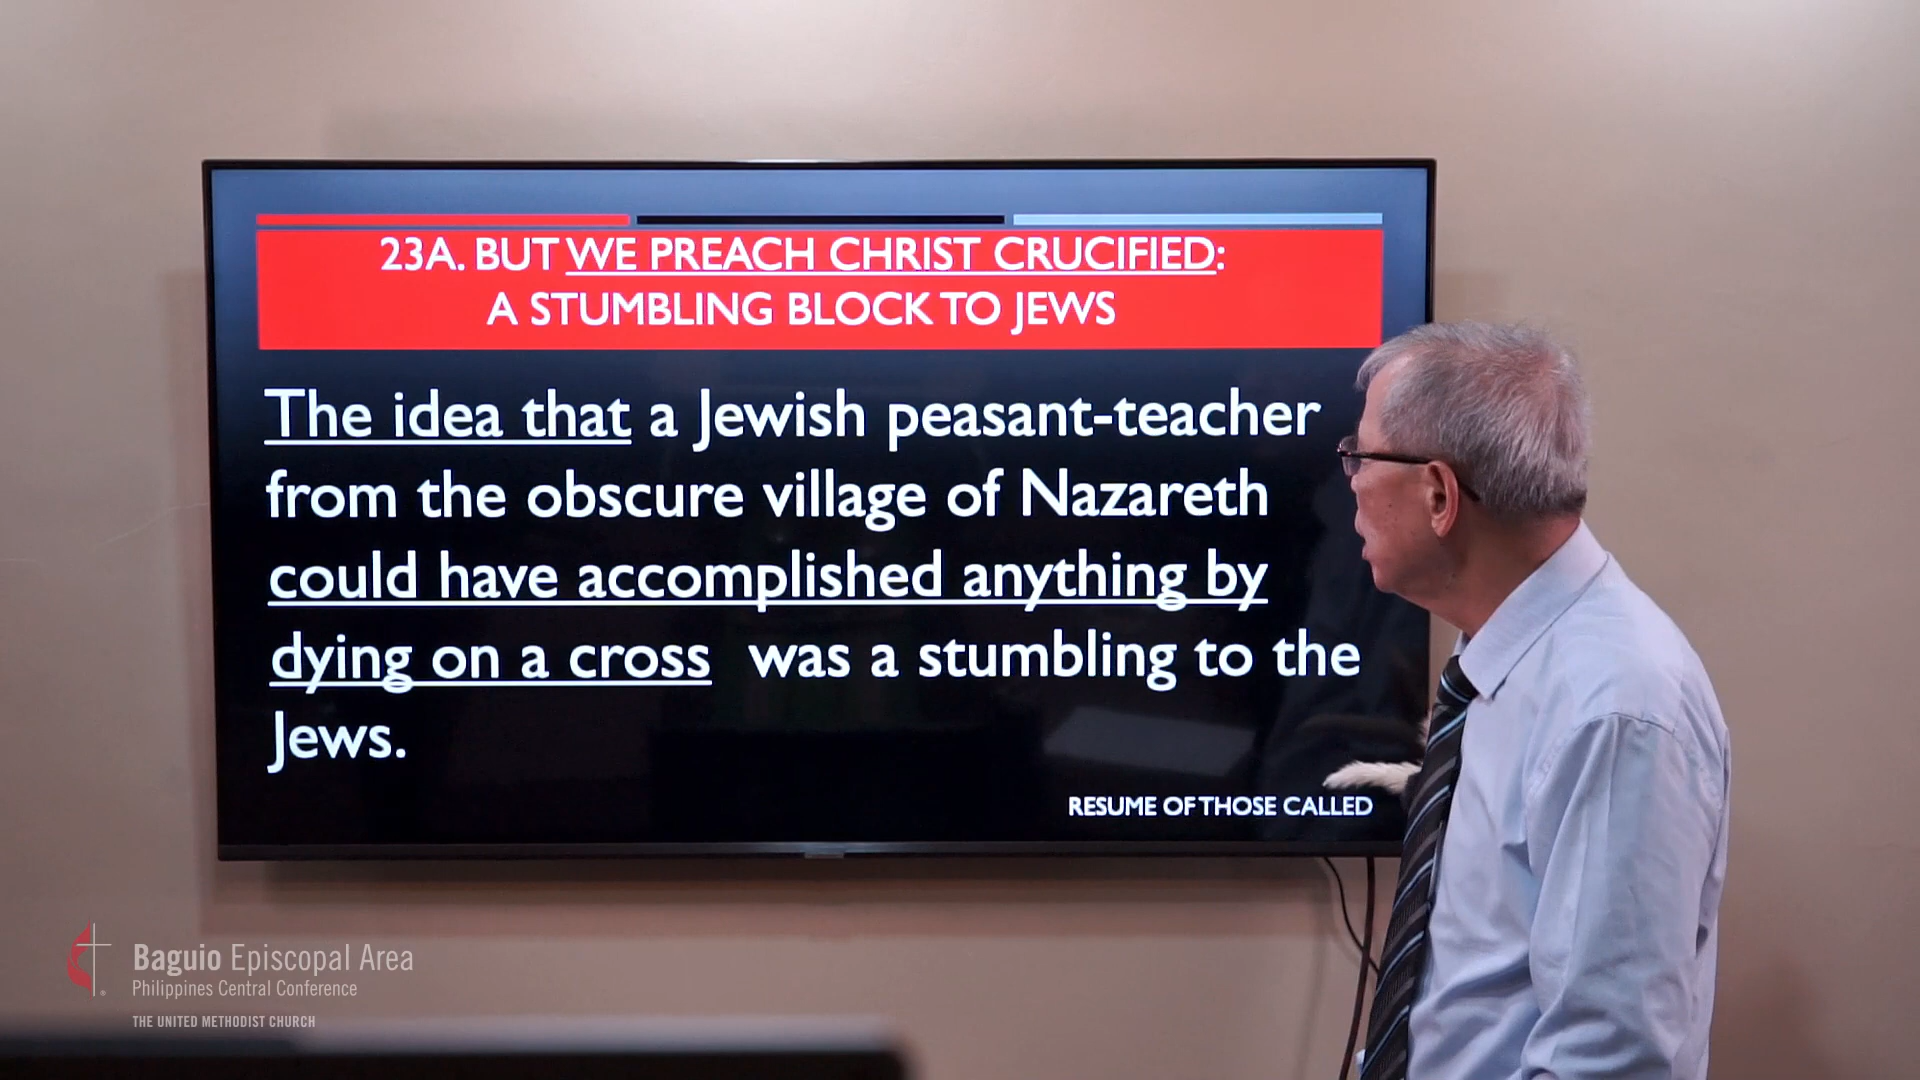 23A. BUT WE PREACH CHRIST CRUCIFIED:
A STUMBLING BLOCK TO JEWS
The idea that a Jewish peasant-teacher
from the obscure village of Nazareth
could have accomplished anything by
dying on a cross was a stumbling to the
Jews.
RESUME OF THOSE CALLED
Baguio Episcopal Area
Philippines Central Conference
THE UNITED METHODIST CHURCH